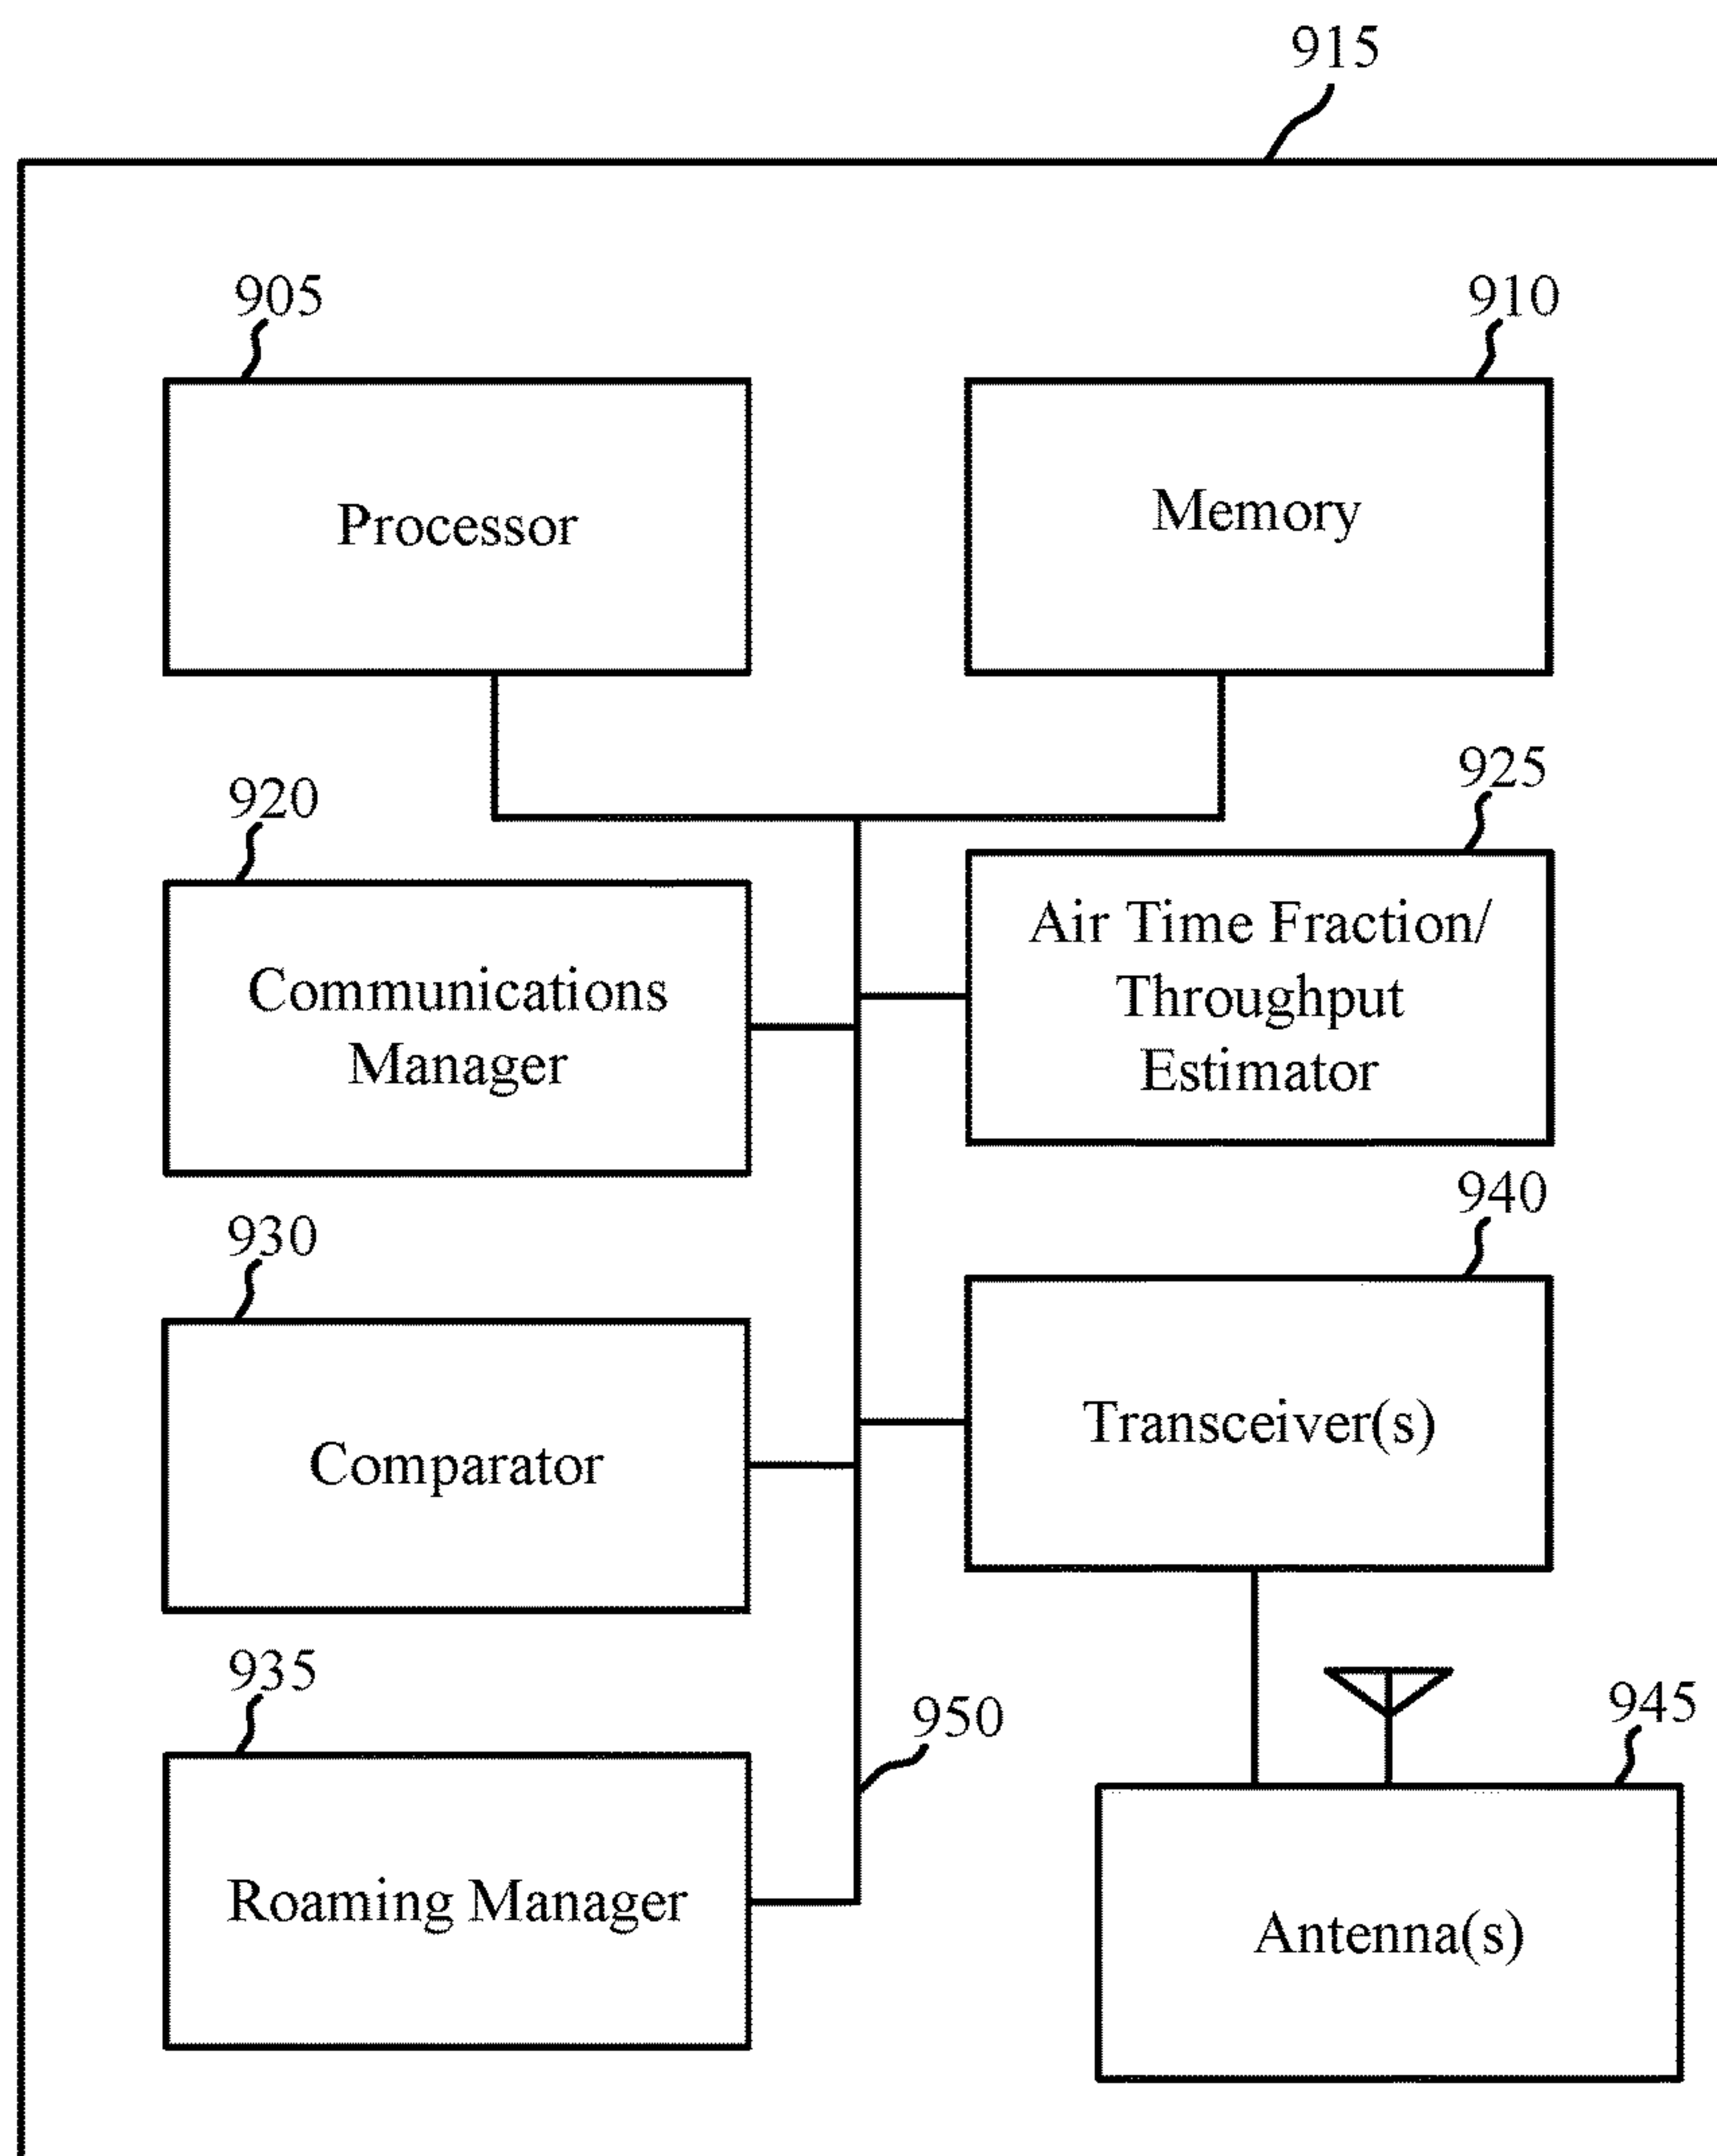 915
905
910
Processor
Memory
920
925
Communications
Manager
Air Time Fraction/
Throughput
Estimator
930
940
Comparator
Transceiver(s)
935
950
945
Roaming Manager
Antenna(s)